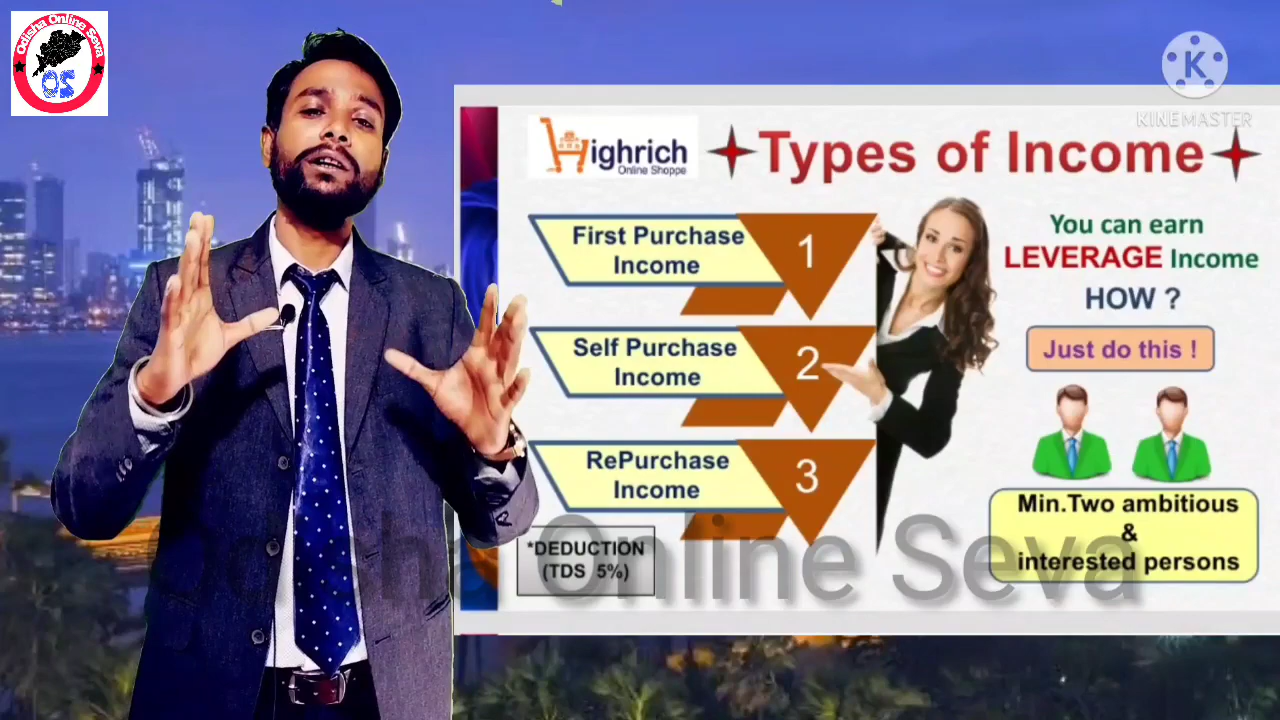 Odisha Online Seva
OS
K
KINEMASTER
Highrich
Online Shoppe
Types of Income
First Purchase
Income
1
Self Purchase
Income
2
RePurchase
Income
3
*DEDUCTION
(TDS 5%)
You can earn
LEVERAGE Income
HOW ?
Just do this !
Min.Two ambitious
&
interested persons
Odisha Online Seva